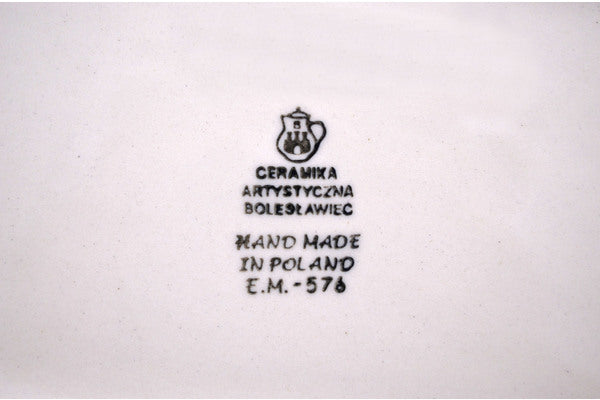 CERAMIKA
ARTYSTYCZNA
BOLESŁAWIEC
HAND MADE
IN POLAND
E.M.-576